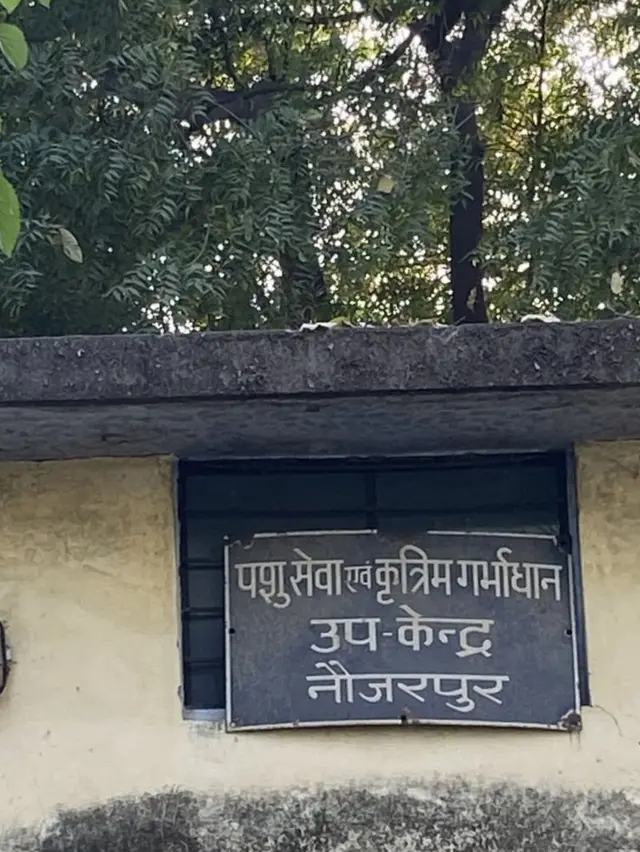 पशु सेवा एवं कृत्रिम गर्भाधान
उप-केन्द्र
नौजरपुर